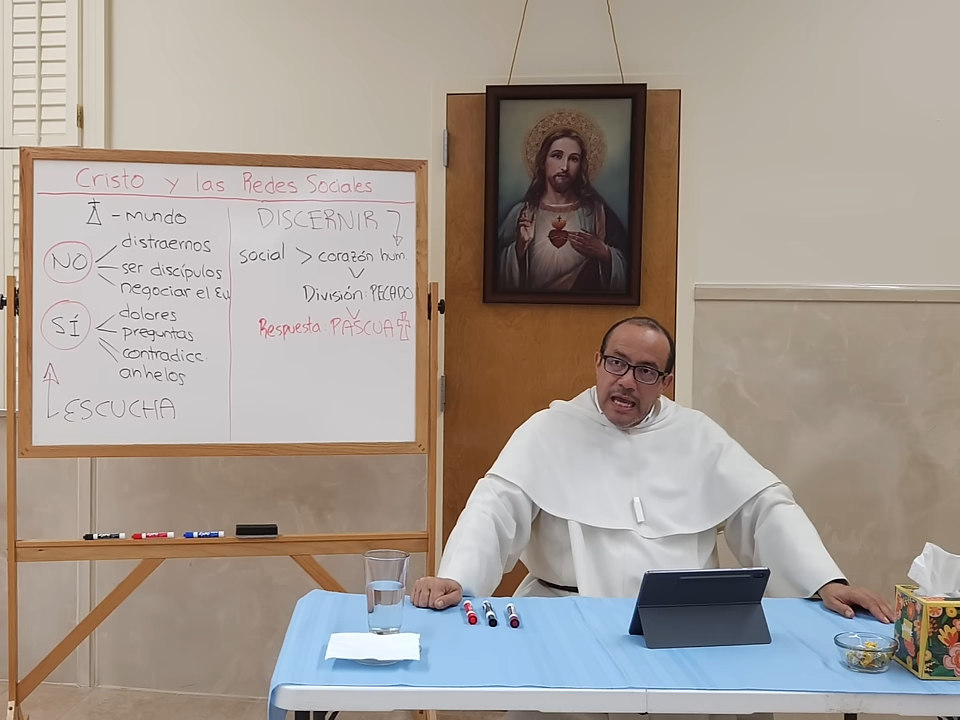 Cristo y las Redes Sociales
- mundo
NO
distraernos
ser discípulos
negociar el Eu
SÍ
dolores
preguntas
contradicc.
anhelos
ESCUCHA
DISCERNIR
social > corazón hum.
División: PECADO
Respuesta: PASCUA